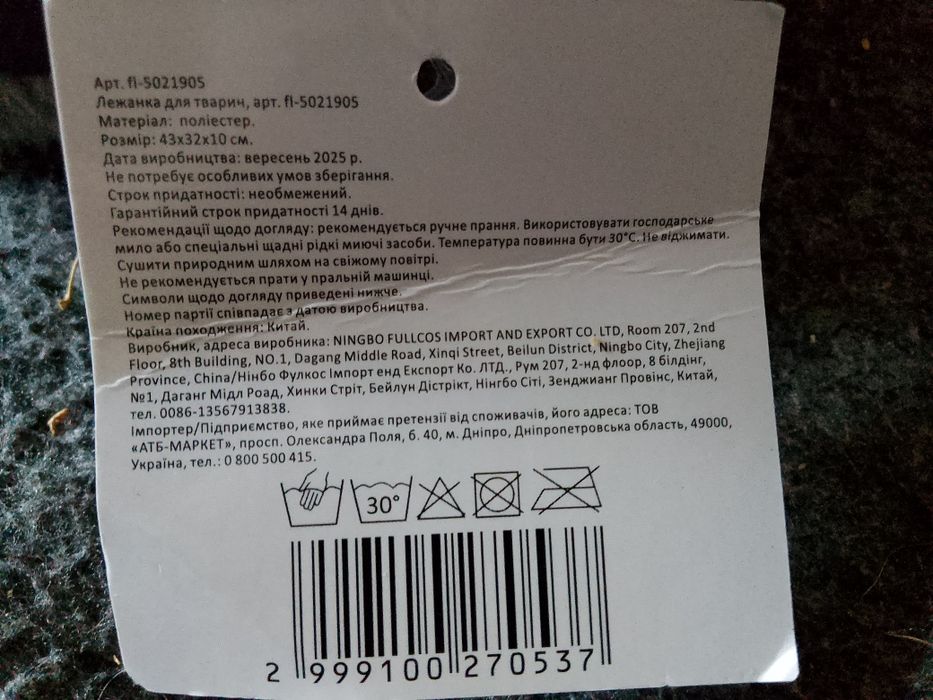 Арт. fl-5021905
Лежанка для тварин, арт. fl-5021905
Матеріал: поліестер.
Розмір: 43х32х10 см.
Дата виробництва: вересень 2025 р.
Не потребує особливих умов зберігання.
Строк придатності: необмежений.
Гарантійний строк придатності 14 днів.
Рекомендації щодо догляду: рекомендується ручне прання. Використовувати господарське
мило або спеціальні щадні рідкі миючі засоби. Температура повинна бути 30°С. Не віджимати.
Сушити природним шляхом на свіжому повітрі.
Не рекомендується прати у пральній машинці.
Символи щодо догляду приведені нижче.
Номер партії співпадає з датою виробництва.
Країна походження: Китай.
Виробник, адреса виробника: NINGBO FULLCOS IMPORT AND EXPORT CO. LTD, Room 207, 2nd
Floor, 8th Building, NO.1, Dagang Middle Road, Xinqi Street, Beilun District, Ningbo City, Zhejiang
Province, China/Нінбо Фулкос Імпорт енд Експорт Ко. ЛТД., Рум 207, 2-нд флоор, 8 білдінг,
№1, Даганг Мідл Роад, Хинки Стріт, Бейлун Дістрікт, Нінгбо Сіті, Зенджианг Провінс, Китай,
тел. 0086-13567913838.
Імпортер/Підприємство, яке приймає претензії від споживачів, його адреса: ТОВ
«АТБ-МАРКЕТ», просп. Олександра Поля, б. 40, м. Дніпро, Дніпропетровська область, 49000,
Україна, тел.: 0 800 500 415.
30°
2 999100 270537